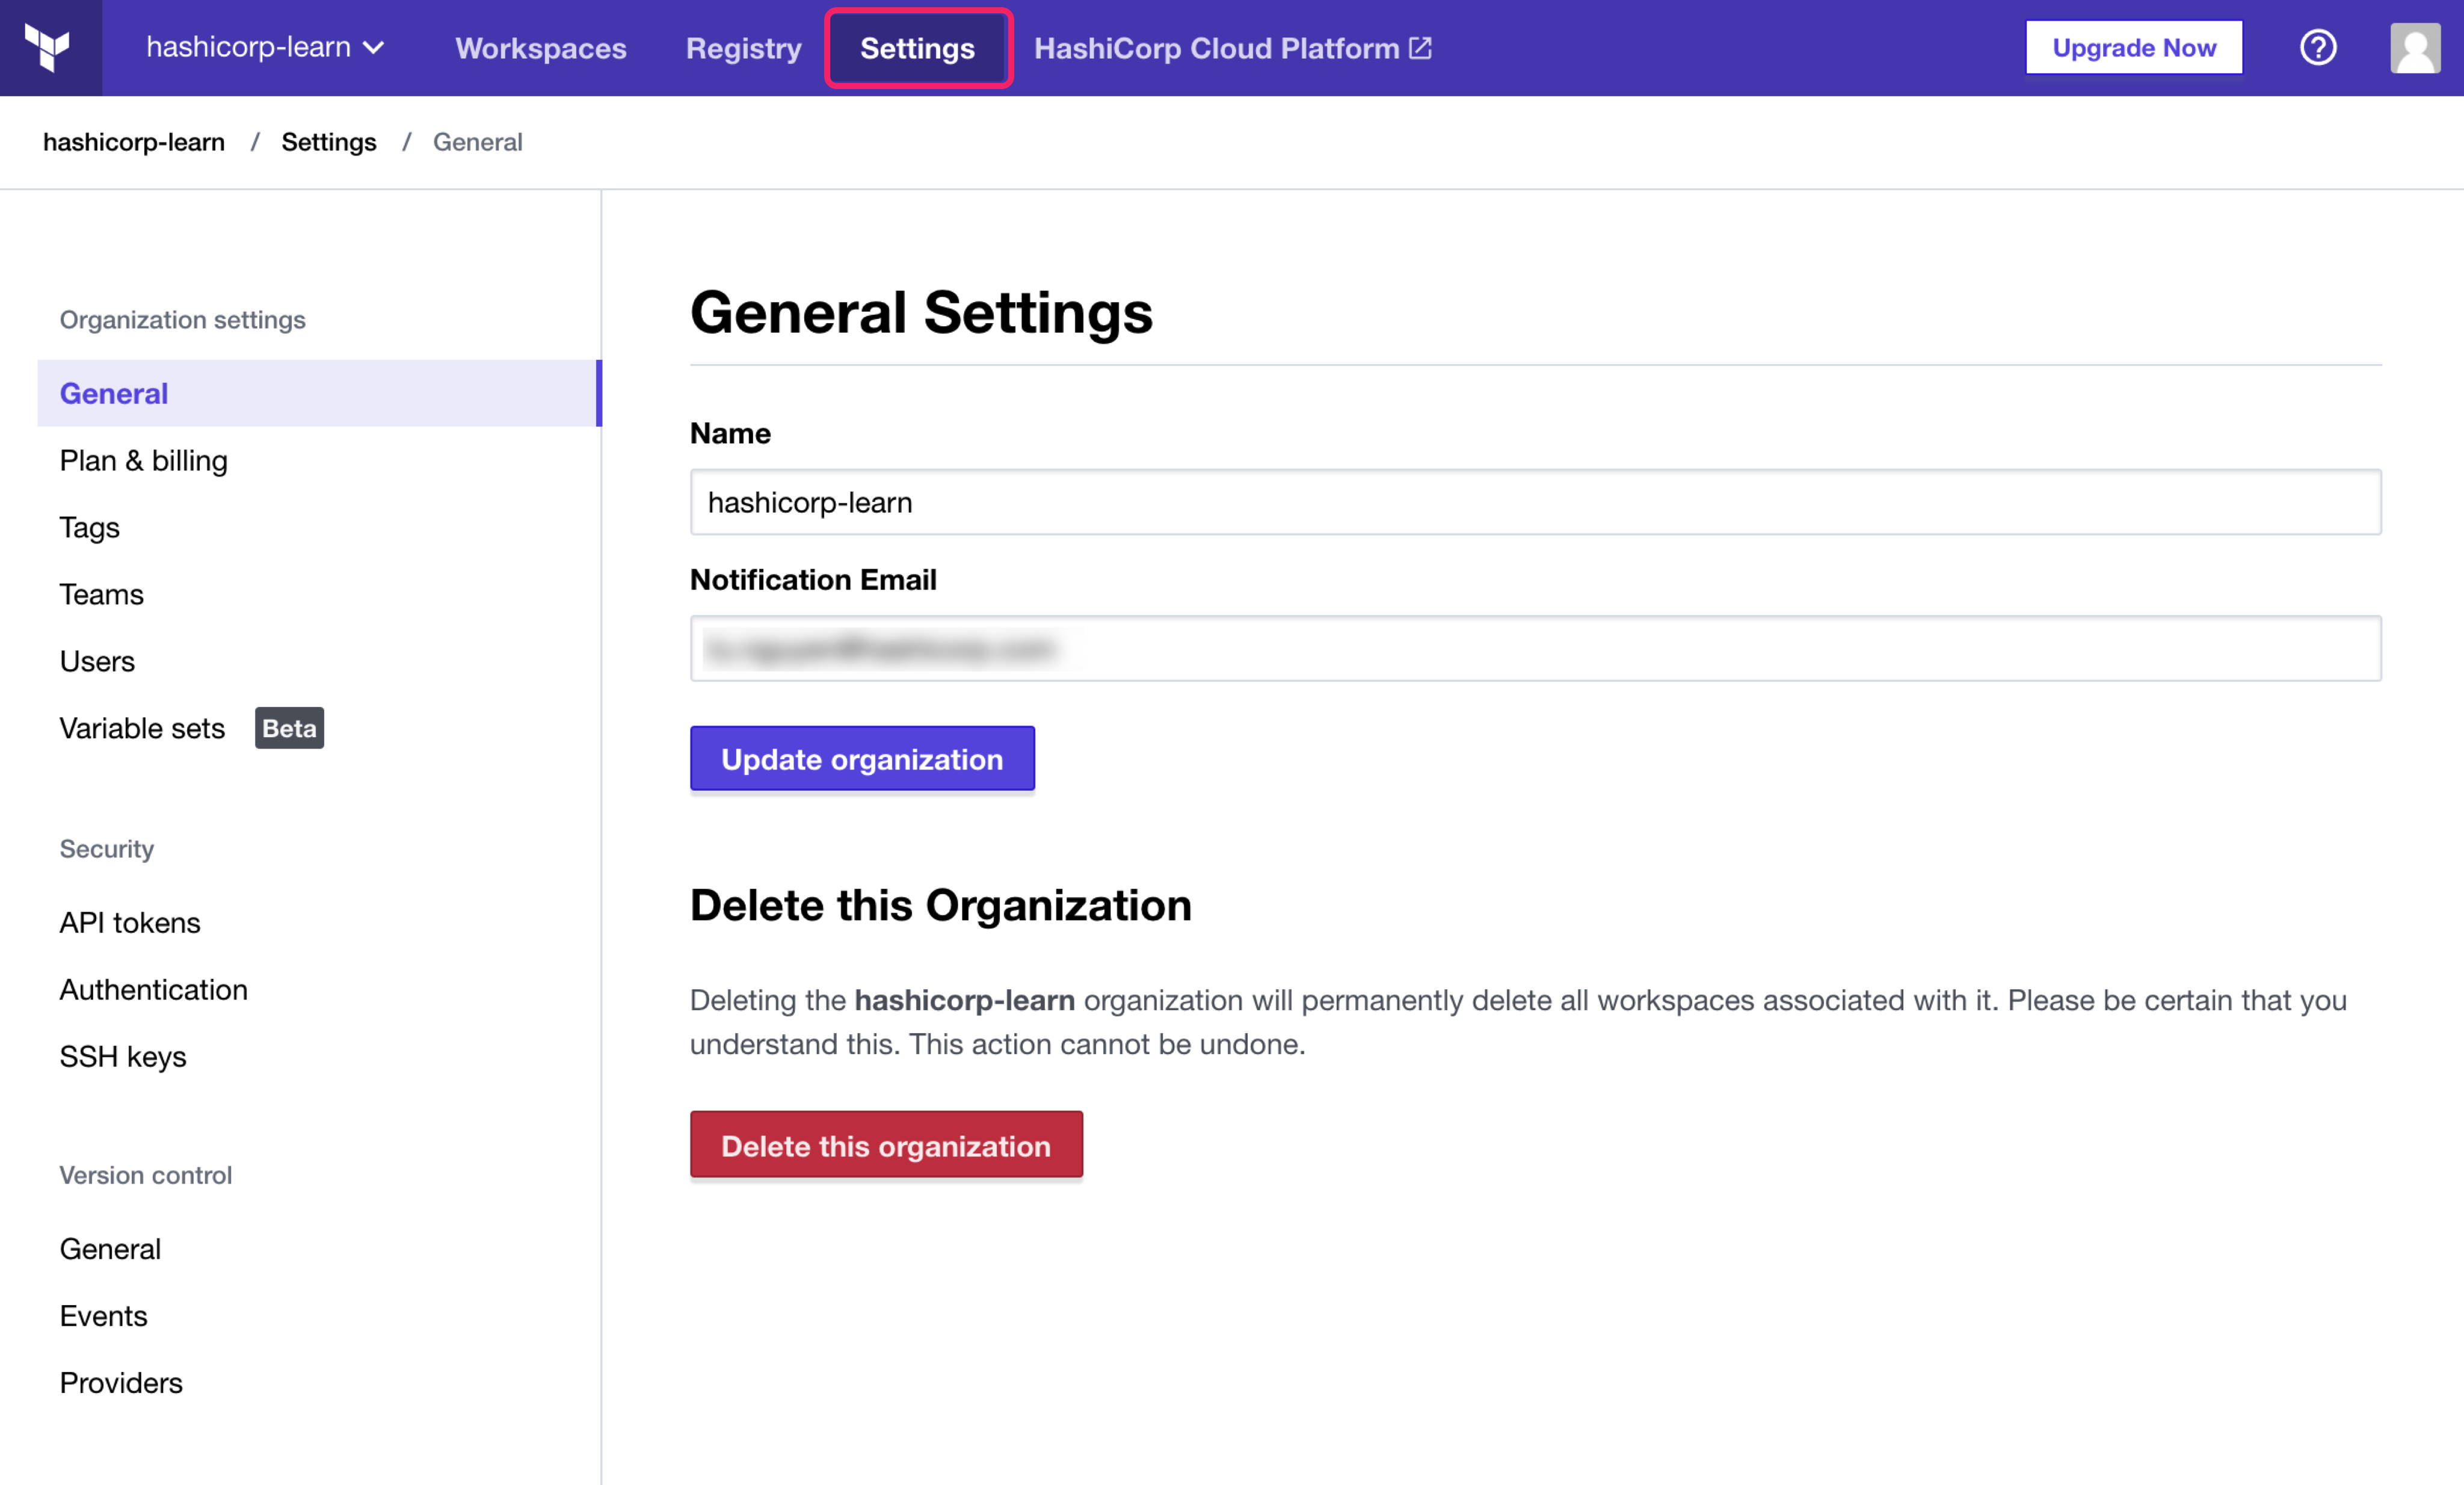 hashicorp-learn
Workspaces
Registry
Settings
HashiCorp Cloud Platform
Upgrade Now
hashicorp-learn / Settings / General
Organization settings
General
Plan & billing
Tags
Teams
Users
Variable sets Beta
Security
API tokens
Authentication
SSH keys
Version control
General
Events
Providers
General Settings
Name
hashicorp-learn
Notification Email
Update organization
Delete this Organization
Deleting the hashicorp-learn organization will permanently delete all workspaces associated with it. Please be certain that you
understand this. This action cannot be undone.
Delete this organization